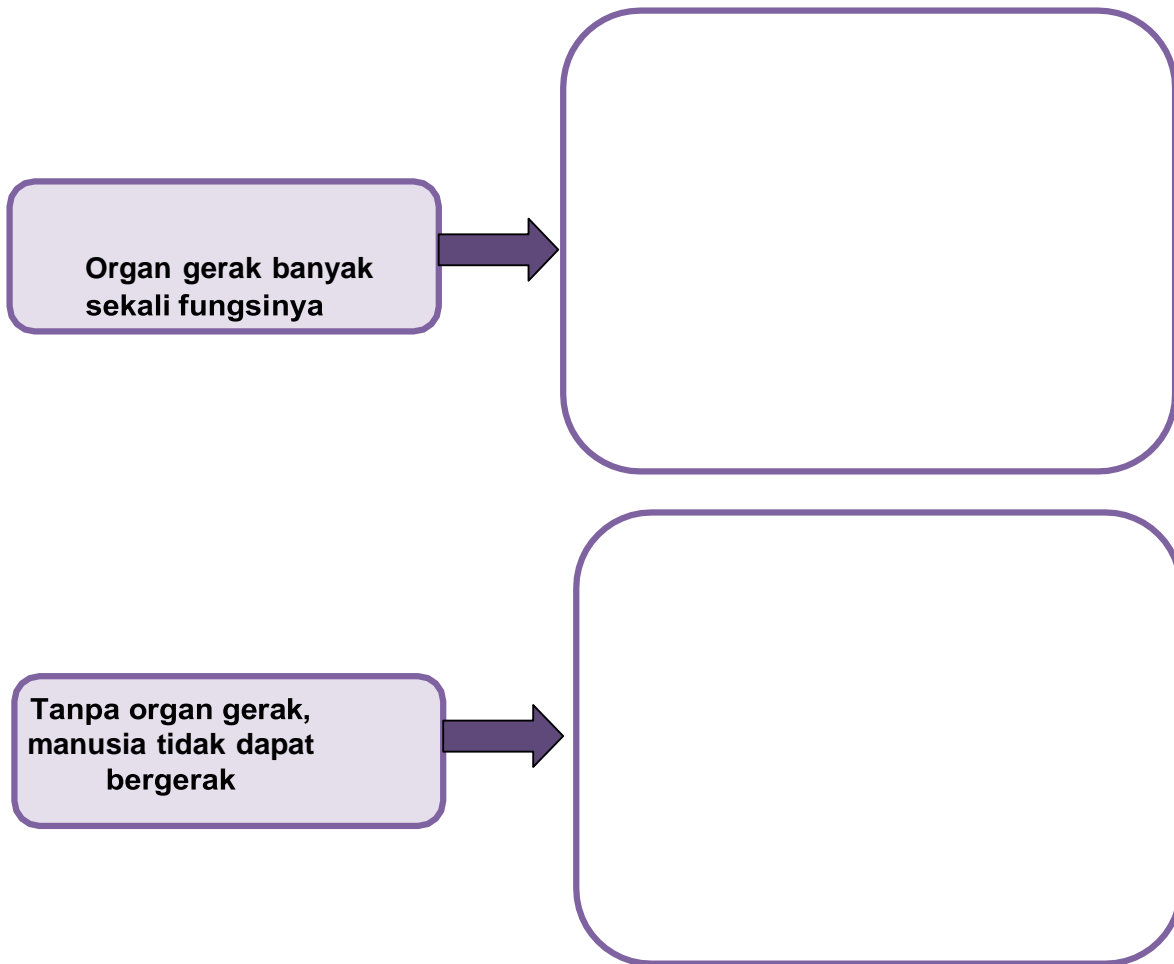 Organ gerak banyak
sekali fungsinya
Tanpa organ gerak,
manusia tidak dapat
bergerak